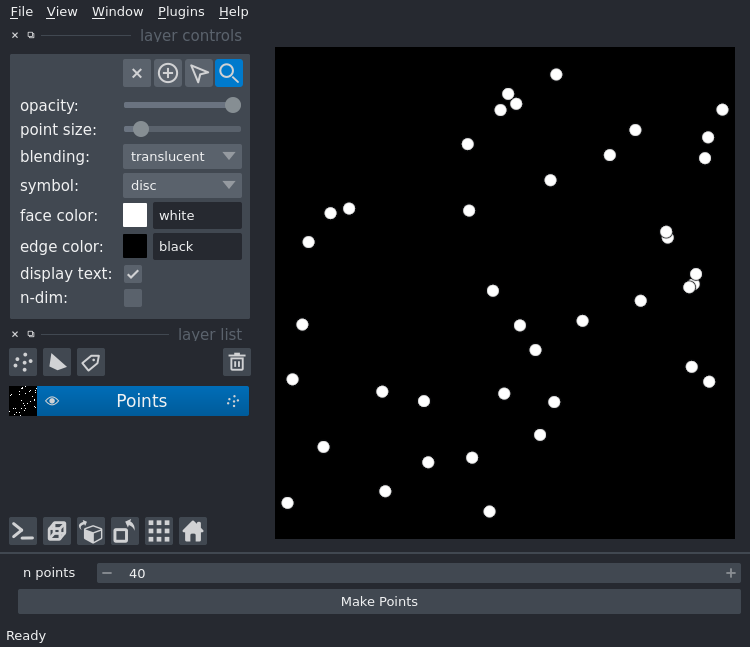 File View Window Plugins Help
layer controls
opacity:
point size:
blending: translucent
symbol: disc
face color: white
edge color: black
display text:
n-dim:
layer list
Points
n points 40
Make Points
Ready